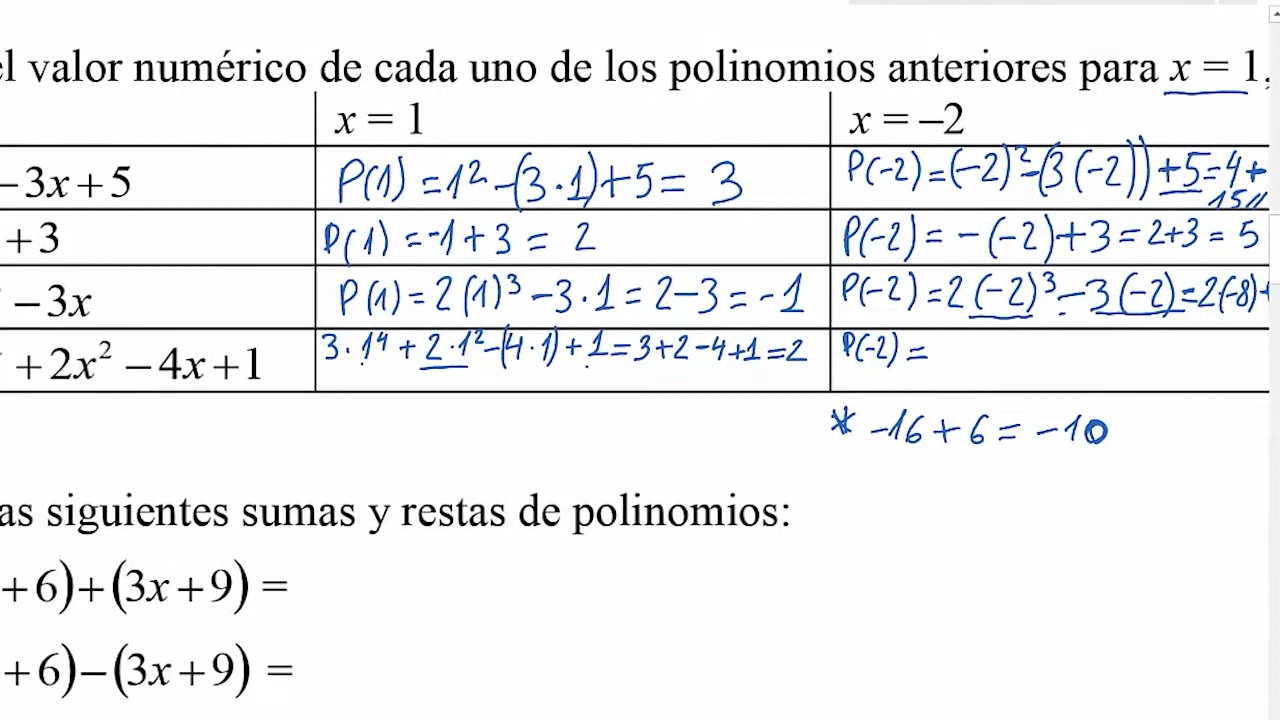 el valor numérico de cada uno de los polinomios anteriores para x = 1,
x = 1 x = –2
– 3x + 5 P(1) = 1² – (3·1) + 5 = 3 P(-2) = (-2)² – (3(-2)) + 5 = 4 +
15//
+ 3 P(1) = -1 + 3 = 2 P(-2) = – (-2) + 3 = 2+3 = 5
– 3x P(1) = 2(1)³ – 3·1 = 2 – 3 = -1 P(-2) = 2(-2)³ – 3(-2) = 2(-8) +
+ 2x² – 4x + 1 3·1⁴ + 2·1² – (4·1) + 1 = 3+2-4+1 = 2 P(-2) =
* -16 + 6 = -10
as siguientes sumas y restas de polinomios:
+ 6) + (3x + 9) =
+ 6) – (3x + 9) =